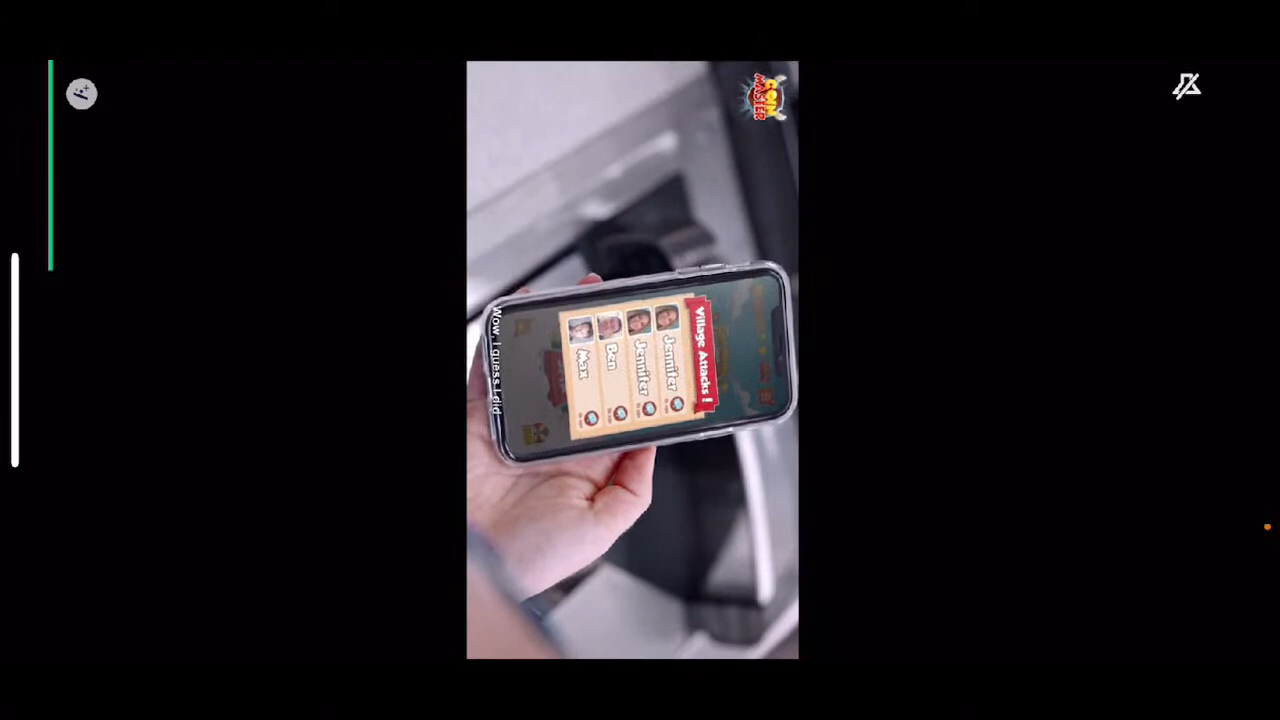 COIN
MASTER
Village Attacks !
Jennifer
Jennifer
Ben
Max
Wow, I guess I did